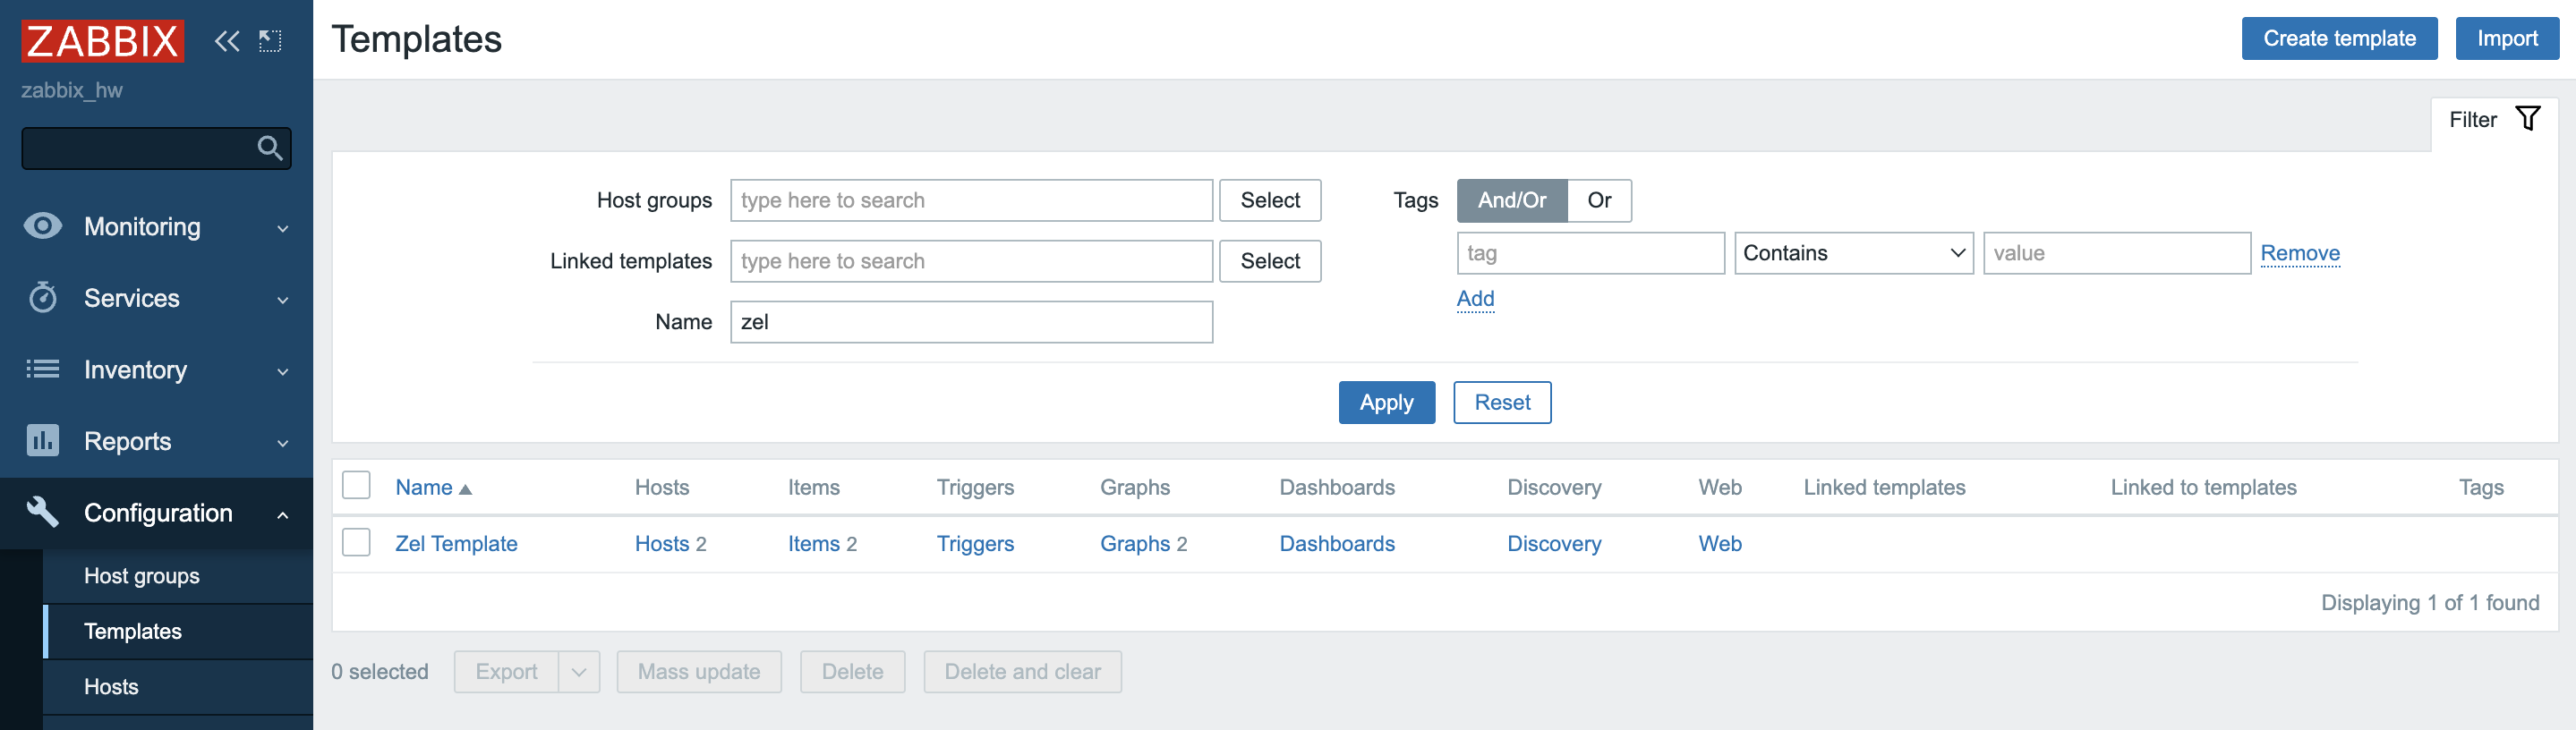 ZABBIX
zabbix_hw
Monitoring
Services
Inventory
Reports
Configuration
Host groups
Templates
Hosts
Templates
Create template Import
Filter
Host groups type here to search Select Tags And/Or Or
tag Contains value Remove
Linked templates type here to search Select
Add
Name zel
Apply Reset
Name Hosts Items Triggers Graphs Dashboards Discovery Web Linked templates Linked to templates Tags
Zel Template Hosts 2 Items 2 Triggers Graphs 2 Dashboards Discovery Web
Displaying 1 of 1 found
0 selected Export Mass update Delete Delete and clear